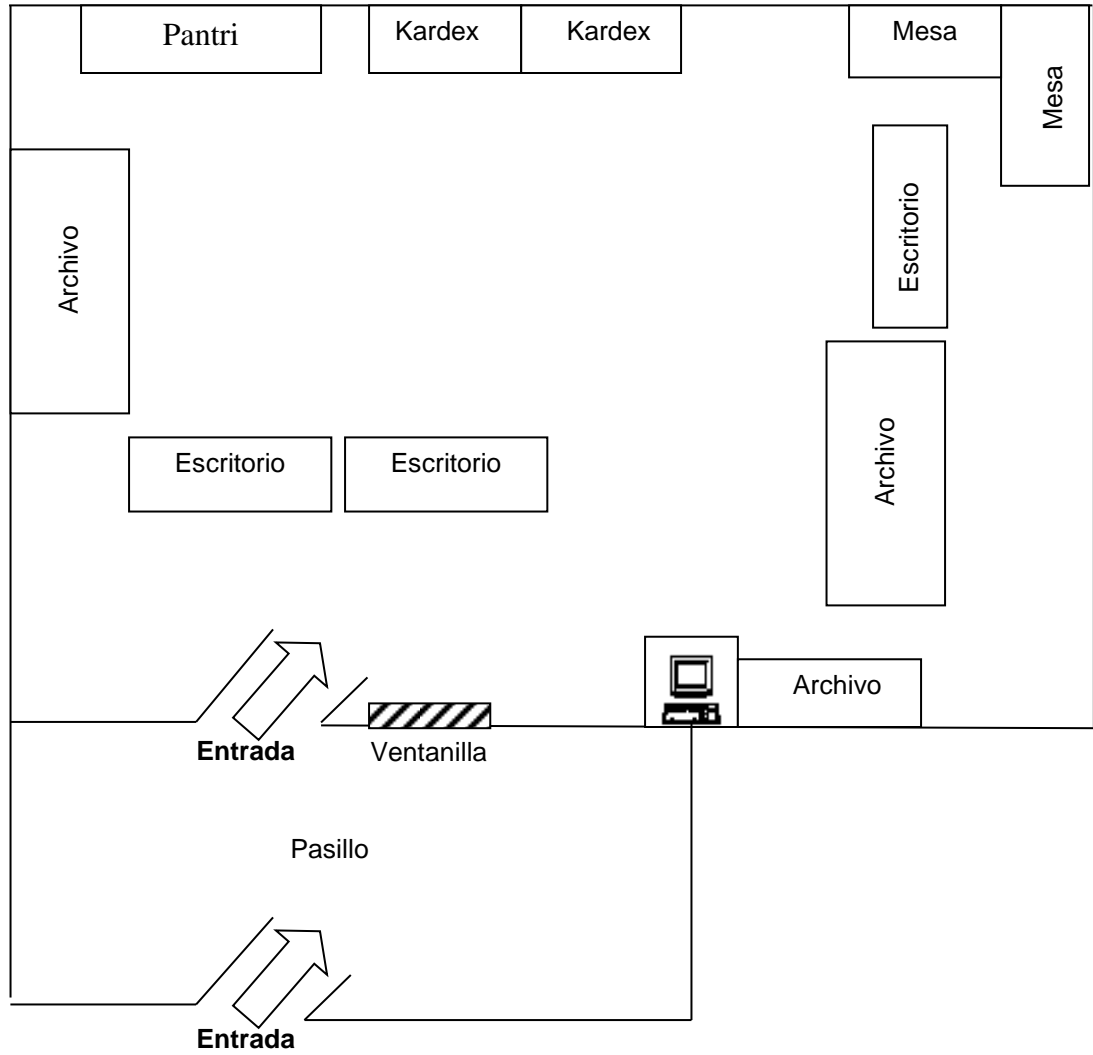 Pantri
Kardex
Kardex
Mesa
Mesa
Escritorio
Archivo
Archivo
Escritorio
Escritorio
Archivo
Entrada
Ventanilla
Pasillo
Entrada